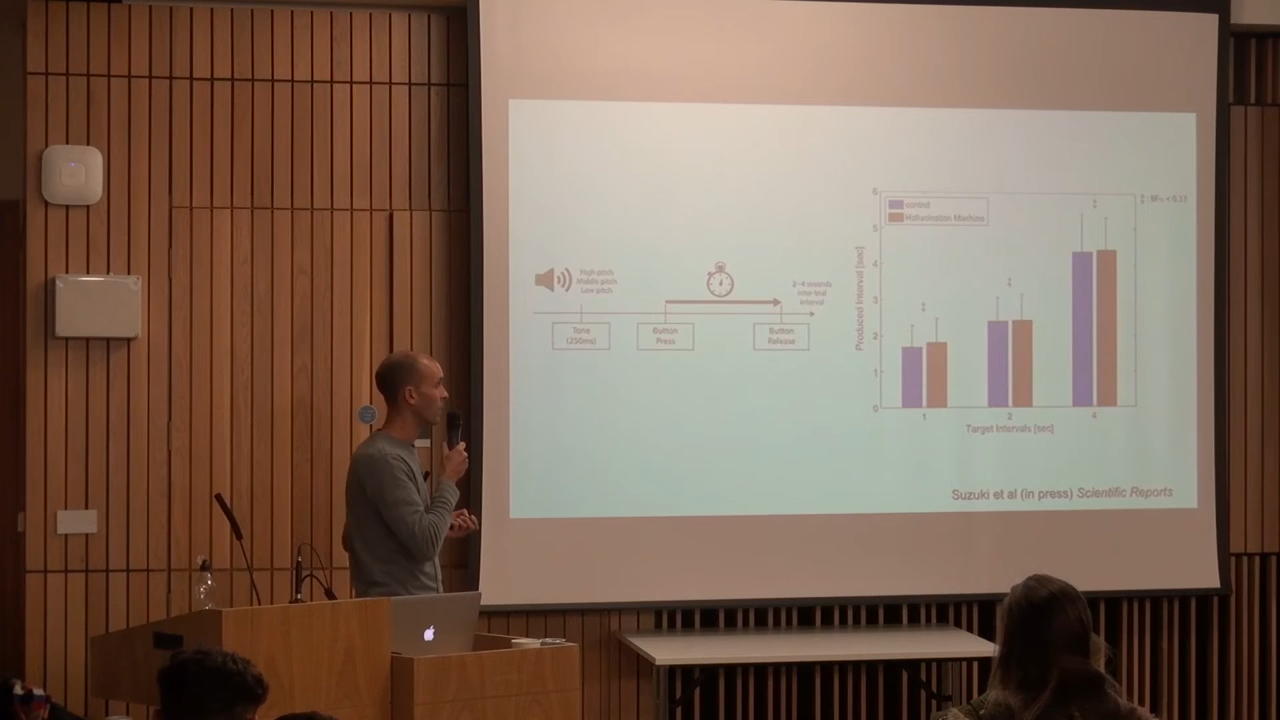 High pitch
Middle pitch
Low pitch
2-4 seconds
inter-trial
interval
Tone
(250ms)
Button
Press
Button
Release
control
Hallucination Machine
6
5
4
3
2
1
0
Produced Interval [sec]
1
2
4
Target Intervals [sec]
Suzuki et al (in press) Scientific Reports